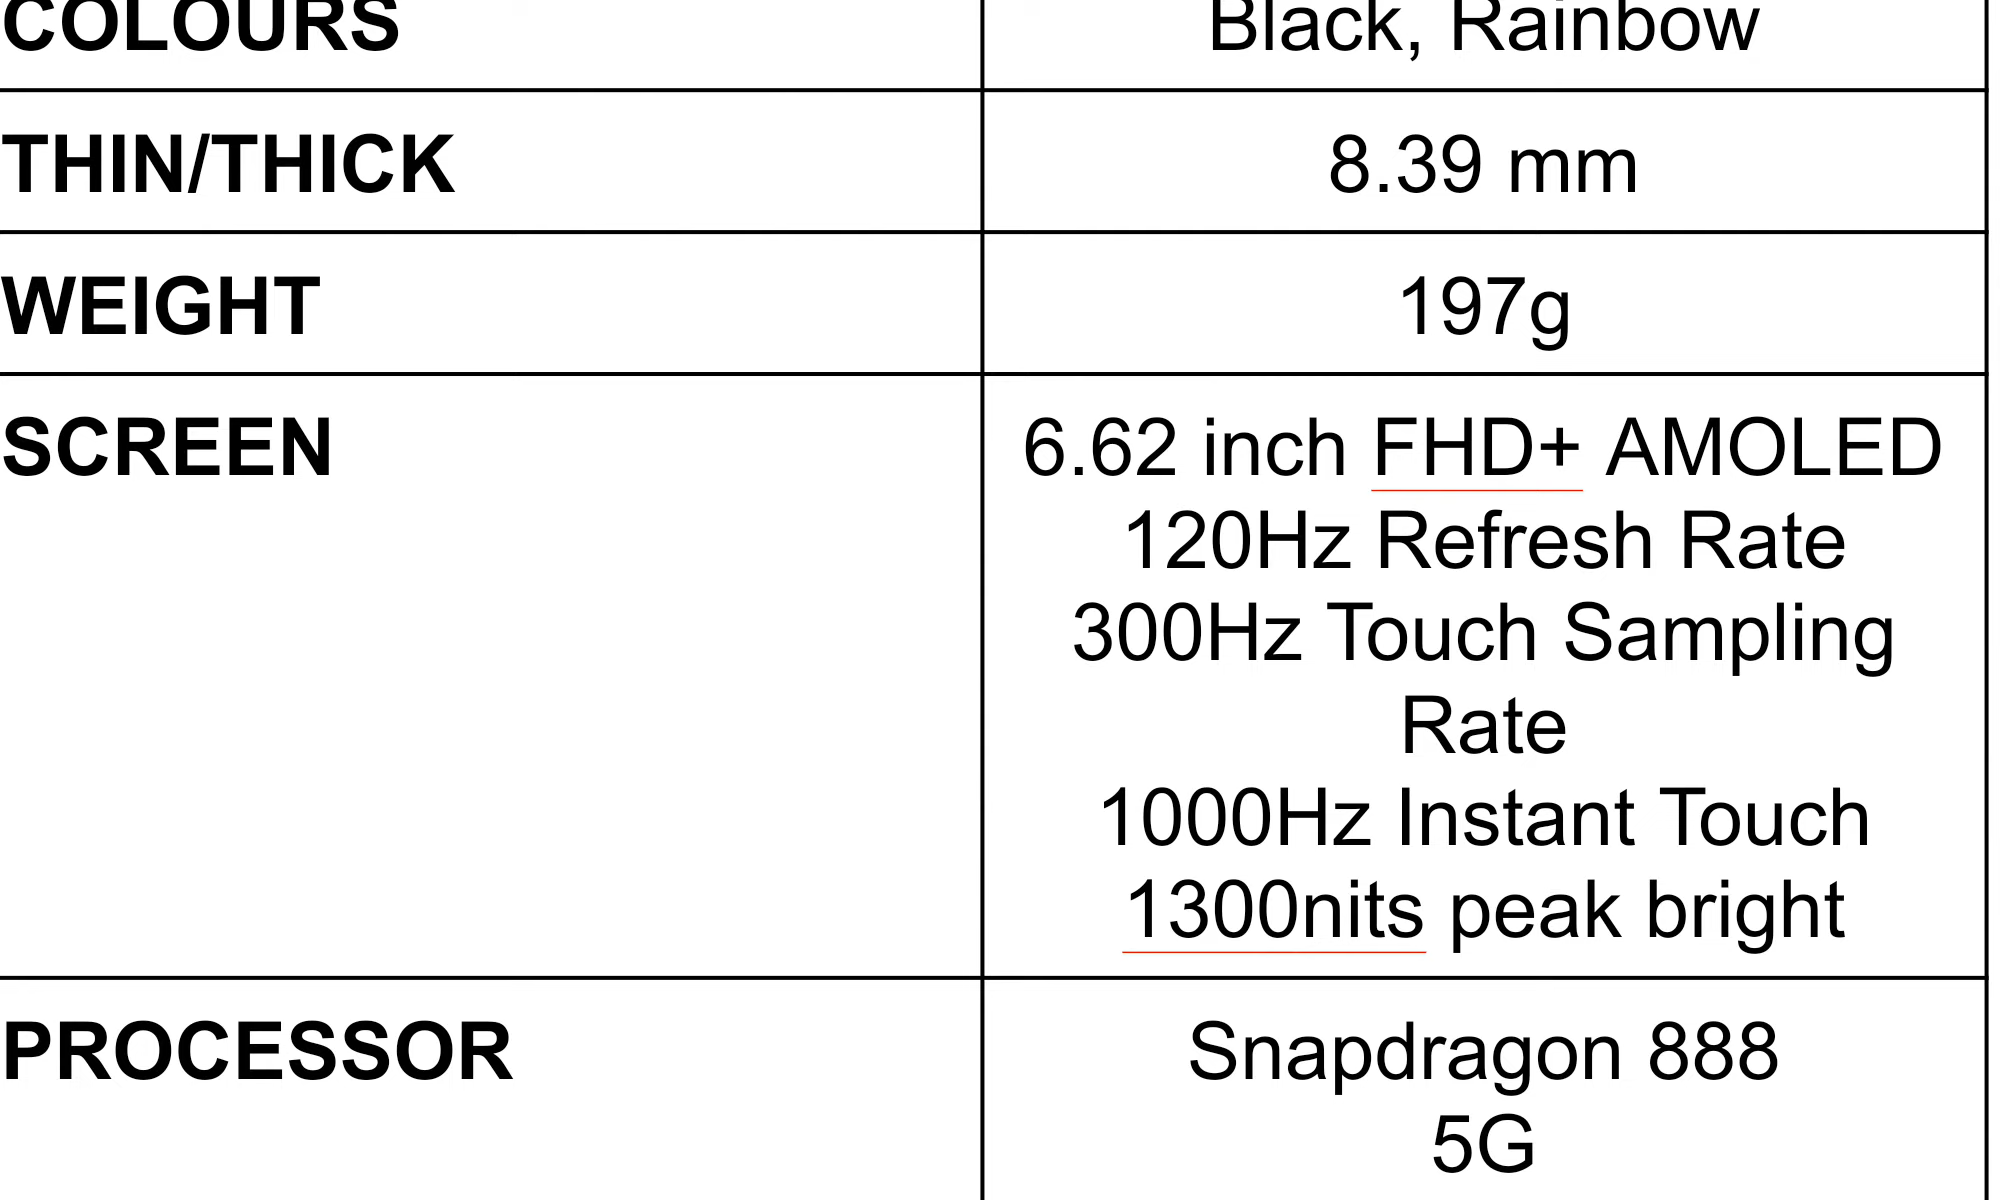 COLOURS
Black, Rainbow
THIN/THICK
8.39 mm
WEIGHT
197g
SCREEN
6.62 inch FHD+ AMOLED
120Hz Refresh Rate
300Hz Touch Sampling
Rate
1000Hz Instant Touch
1300nits peak bright
PROCESSOR
Snapdragon 888
5G